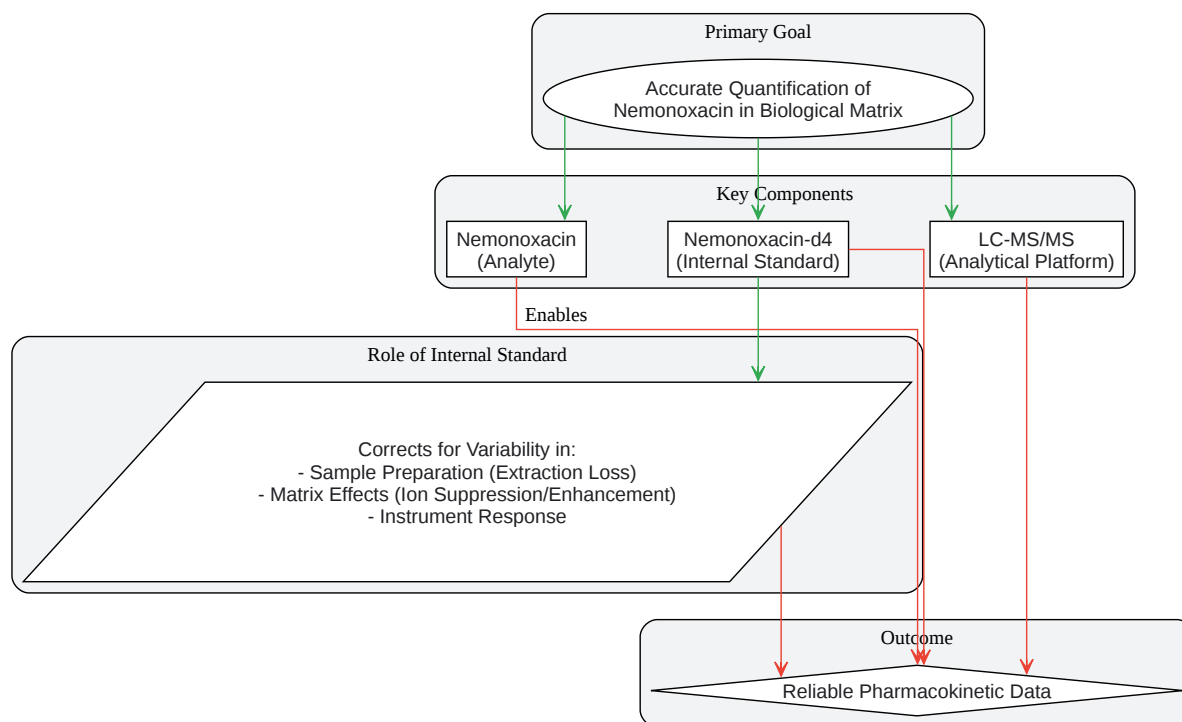 Primary Goal
Accurate Quantification of
Nemonoxacin in Biological Matrix
Key Components
Nemonoxacin
(Analyte)
Nemonoxacin-d4
(Internal Standard)
LC-MS/MS
(Analytical Platform)
Enables
Role of Internal Standard
Corrects for Variability in:
- Sample Preparation (Extraction Loss)
- Matrix Effects (Ion Suppression/Enhancement)
- Instrument Response
Outcome
Reliable Pharmacokinetic Data